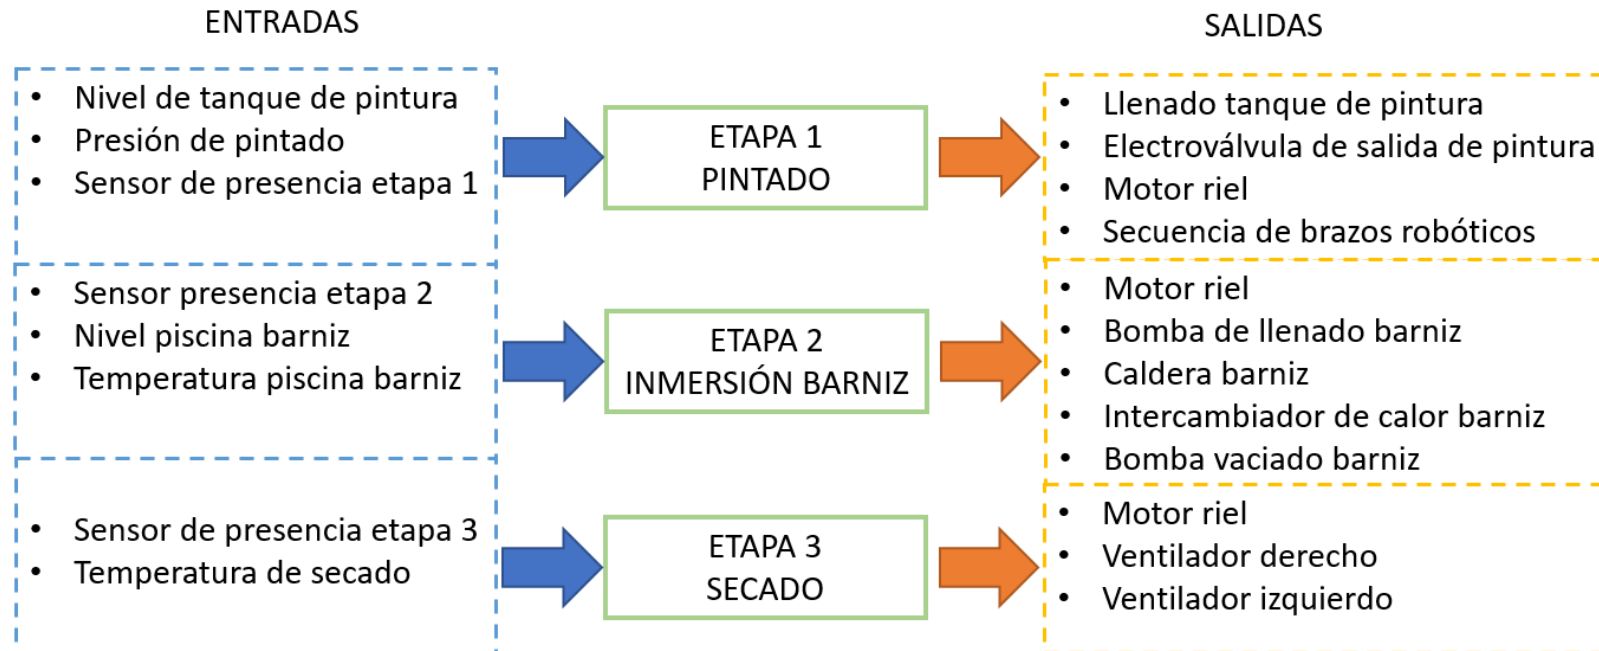 ENTRADAS
SALIDAS
• Nivel de tanque de pintura
• Presión de pintado
• Sensor de presencia etapa 1
ETAPA 1
PINTADO
• Llenado tanque de pintura
• Electroválvula de salida de pintura
• Motor riel
• Secuencia de brazos robóticos
• Sensor presencia etapa 2
• Nivel piscina barniz
• Temperatura piscina barniz
ETAPA 2
INMERSIÓN BARNIZ
• Motor riel
• Bomba de llenado barniz
• Caldera barniz
• Intercambiador de calor barniz
• Bomba vaciado barniz
• Sensor de presencia etapa 3
• Temperatura de secado
ETAPA 3
SECADO
• Motor riel
• Ventilador derecho
• Ventilador izquierdo